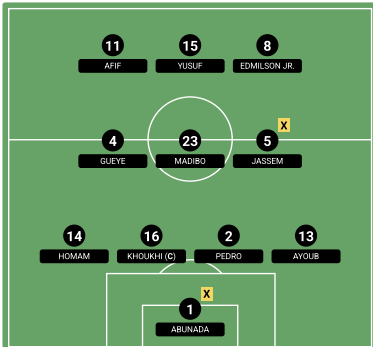 11 15 8
AFIF YUSUF EDMILSON JR.
X
4 23 5
GUEYE MADIBO JASSEM
14 16 2 13
HOMAM KHOUKHI (C) PEDRO AYOUB
X
1
ABUNADA